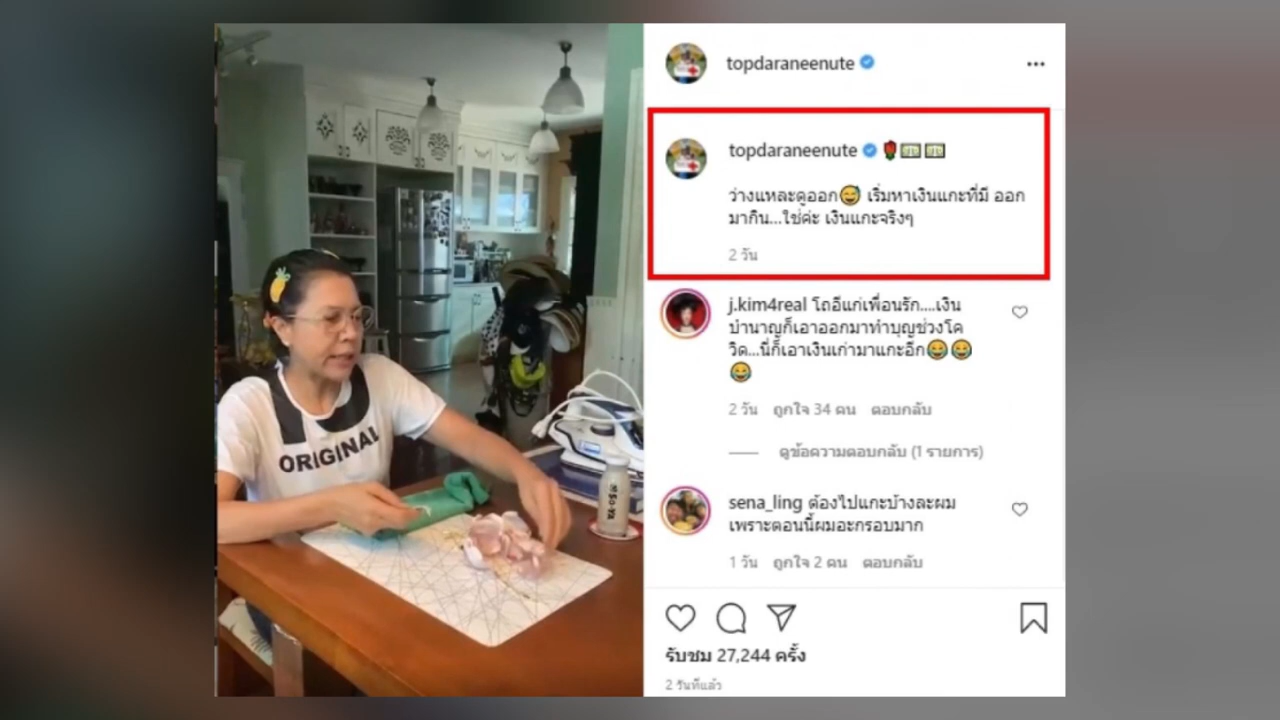 topdaraneenute
topdaraneenute 🌹💵💵
ว่างแหละดูออก😅 เริ่มหาเงินแกะที่มี ออก
มากิน...ใช่ค่ะ เงินแกะจริงๆ
2 วัน
j.kim4real โถอีแก่เพื่อนรัก....เงิน
บำนาญก็เอาออกมาทำบุญช่วงโค
วิด...นี่ก็เอาเงินเก่ามาแกะอีก😂😂
😂
2 วัน ถูกใจ 34 คน ตอบกลับ
ดูข้อความตอบกลับ (1 รายการ)
sena_ling ต้องไปแกะบ้างละผม
เพราะตอนนี้ผมอะกรอบมาก
1 วัน ถูกใจ 2 คน ตอบกลับ
รับชม 27,244 ครั้ง
2 วันที่แล้ว
ORIGINAL